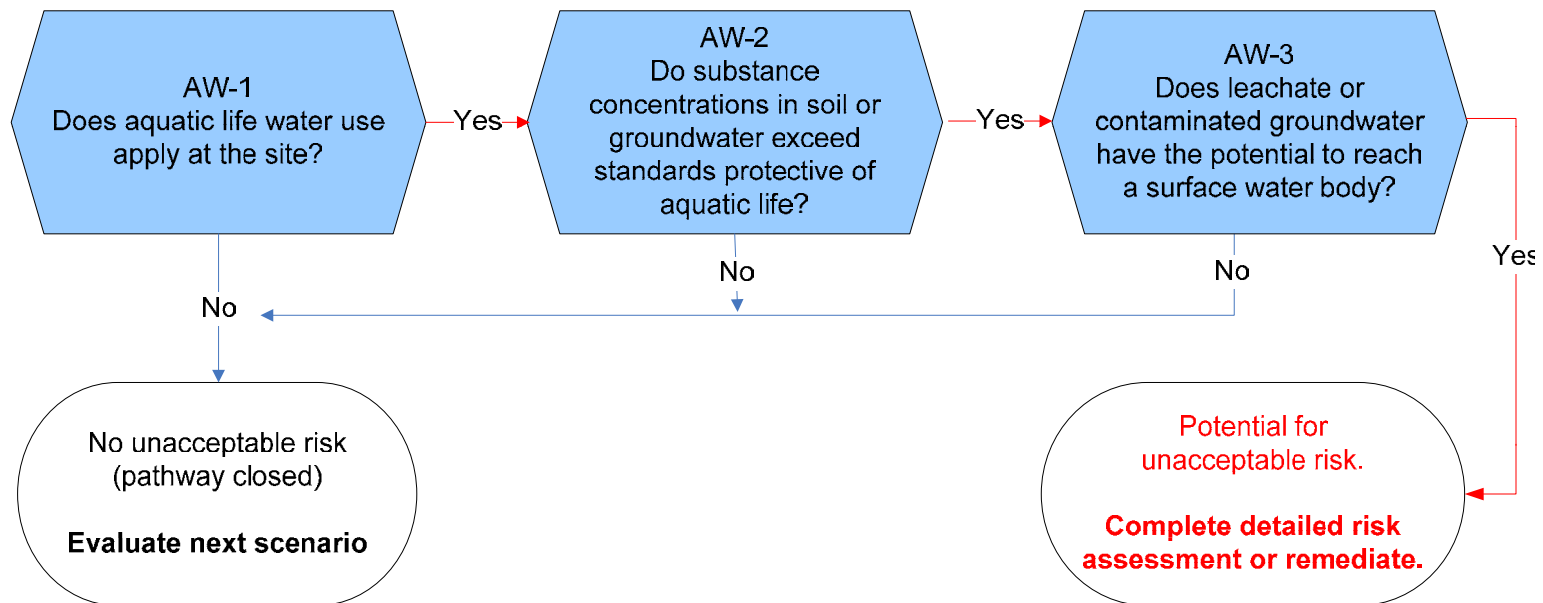 AW-1
Does aquatic life water use
apply at the site?
Yes
AW-2
Do substance
concentrations in soil or
groundwater exceed
standards protective of
aquatic life?
Yes
AW-3
Does leachate or
contaminated groundwater
have the potential to reach
a surface water body?
Yes
No
No
No
No unacceptable risk
(pathway closed)
Evaluate next scenario
Potential for
unacceptable risk.
Complete detailed risk
assessment or remediate.